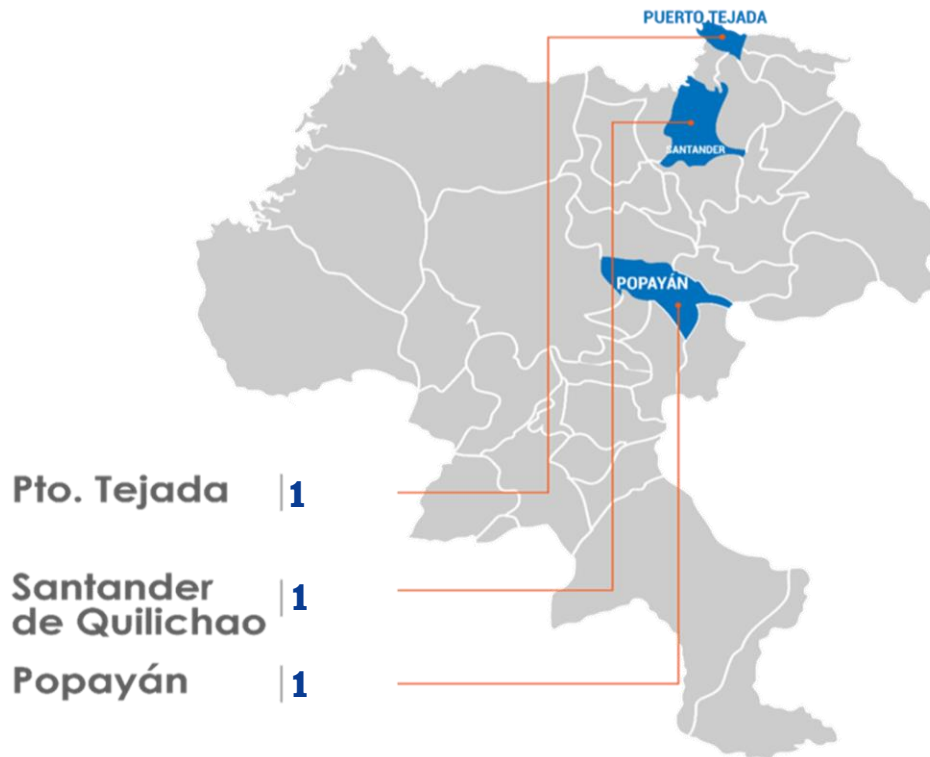 PUERTO TEJADA
SANTANDER
POPAYÁN
Pto. Tejada 1
Santander
de Quilichao 1
Popayán 1